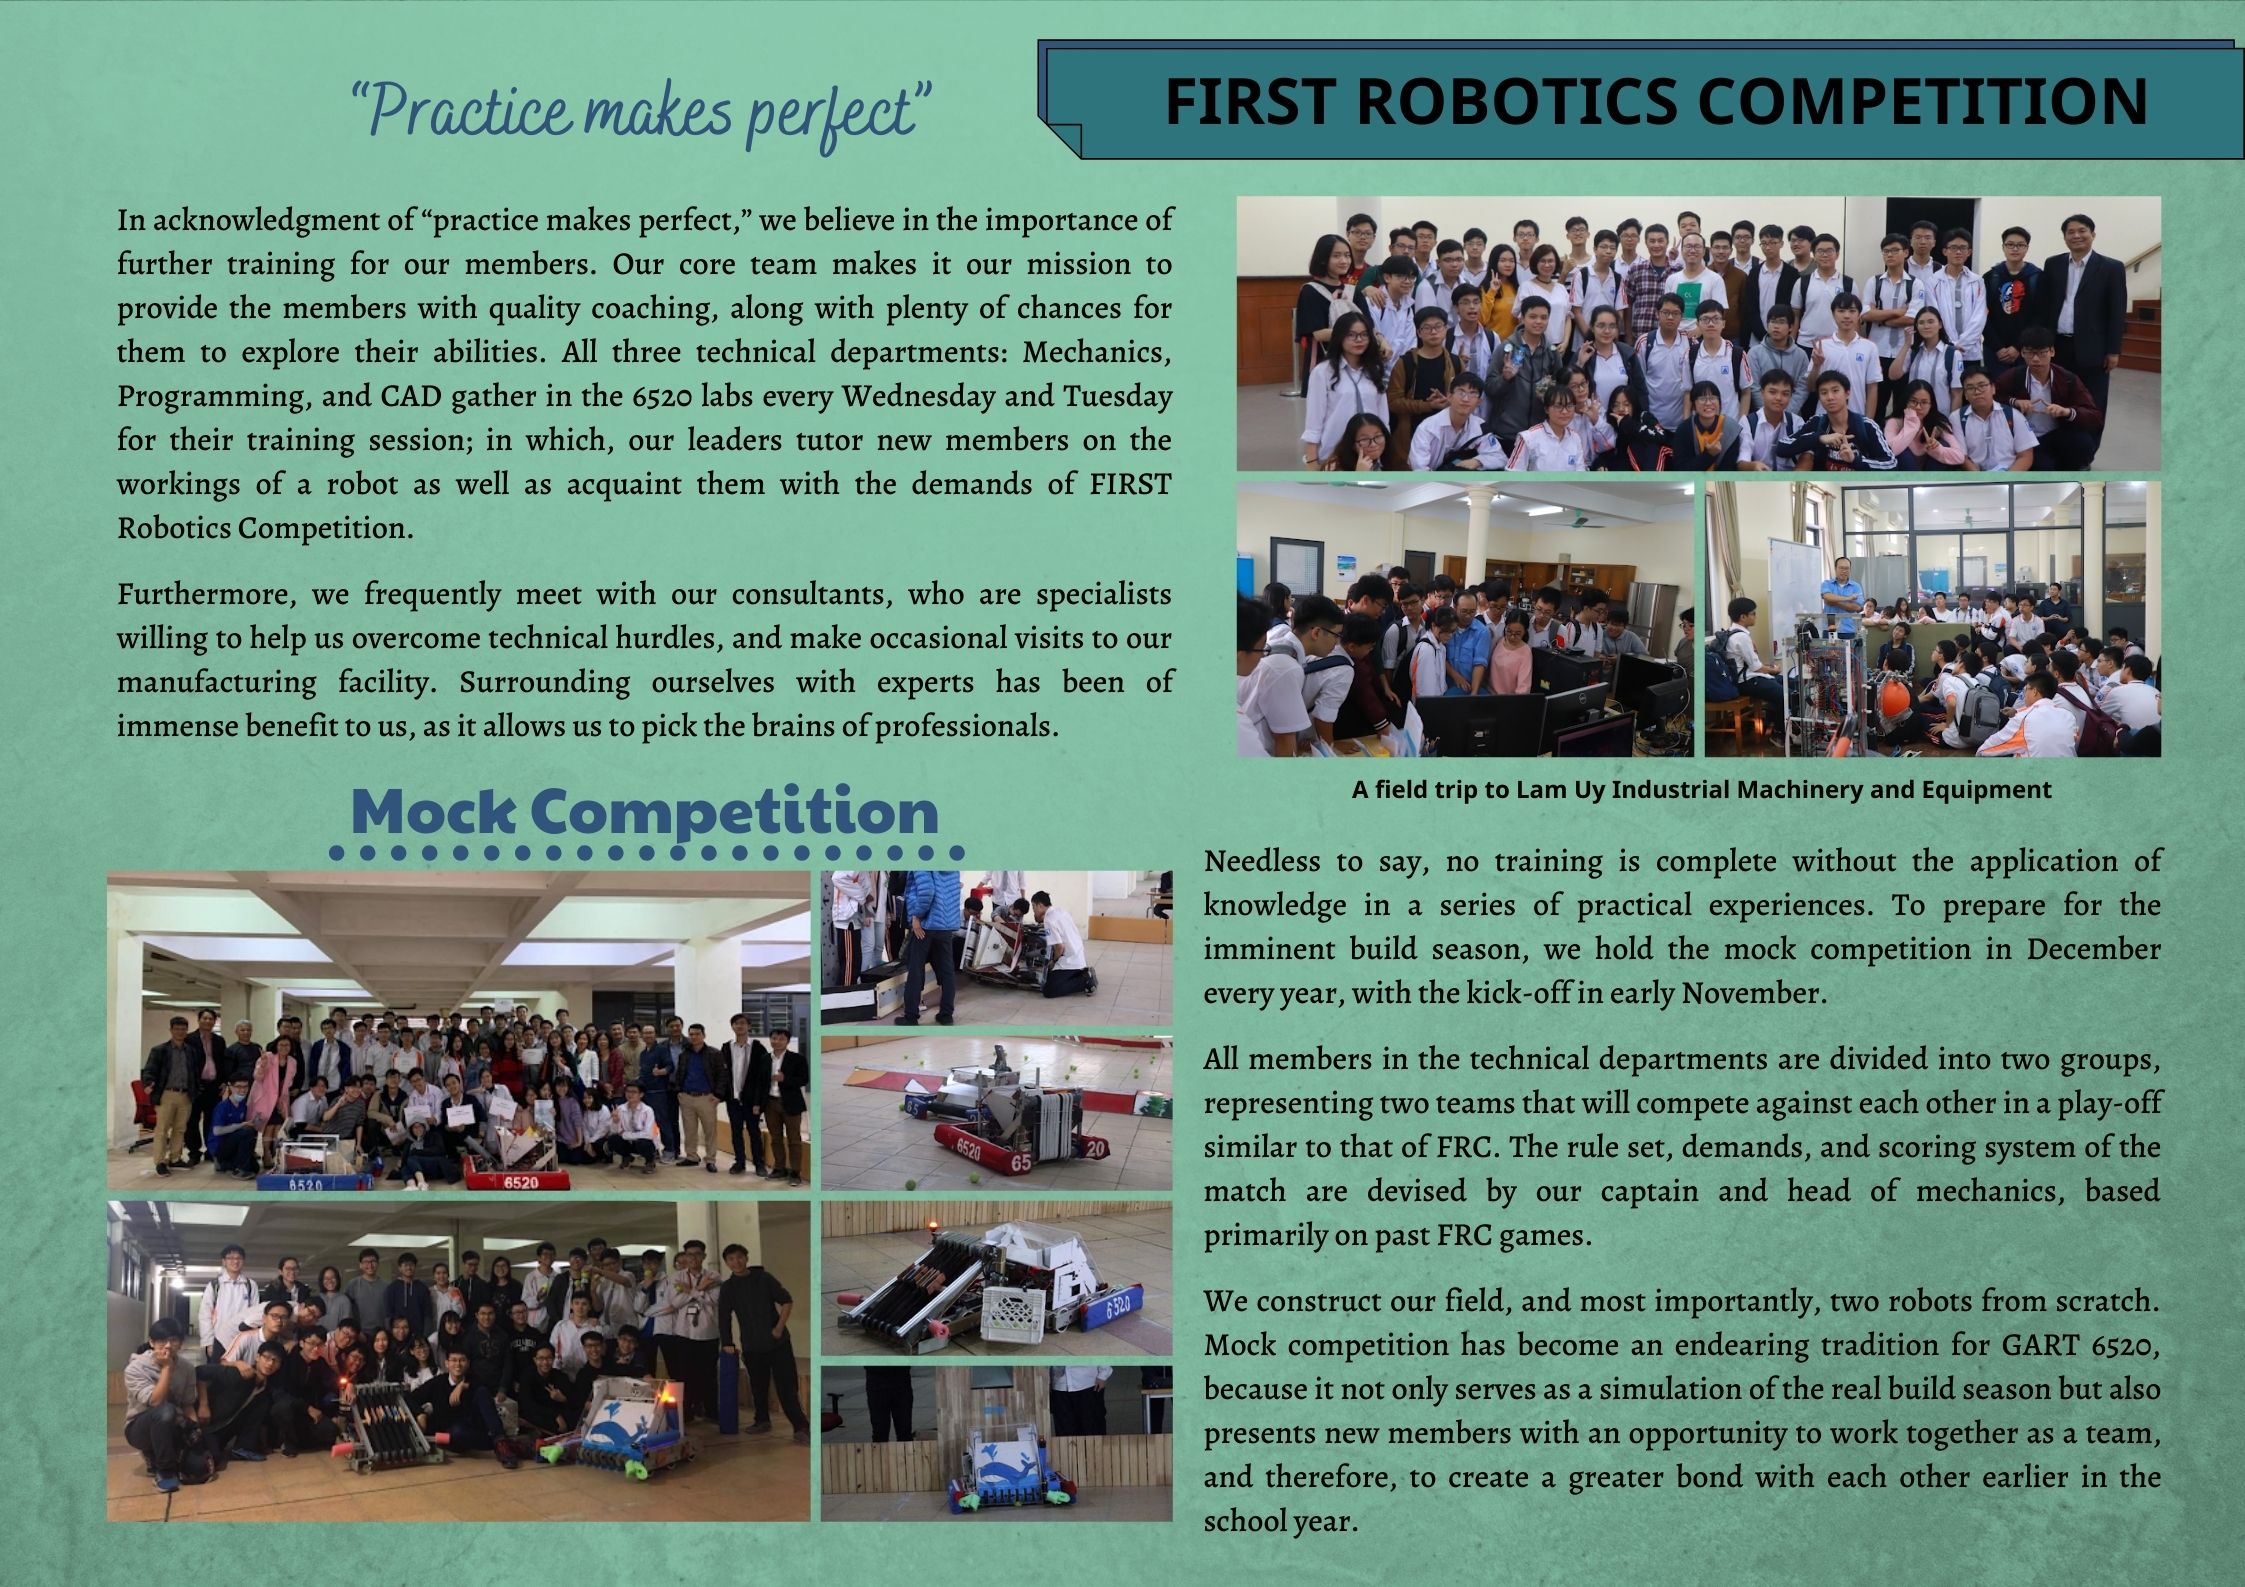 “Practice makes perfect”
FIRST ROBOTICS COMPETITION
In acknowledgment of “practice makes perfect,” we believe in the importance of
further training for our members. Our core team makes it our mission to
provide the members with quality coaching, along with plenty of chances for
them to explore their abilities. All three technical departments: Mechanics,
Programming, and CAD gather in the 6520 labs every Wednesday and Tuesday
for their training session; in which, our leaders tutor new members on the
workings of a robot as well as acquaint them with the demands of FIRST
Robotics Competition.
Furthermore, we frequently meet with our consultants, who are specialists
willing to help us overcome technical hurdles, and make occasional visits to our
manufacturing facility. Surrounding ourselves with experts has been of
immense benefit to us, as it allows us to pick the brains of professionals.
A field trip to Lam Uy Industrial Machinery and Equipment
Mock Competition
6520
6520
6520
65
20
6520
Needless to say, no training is complete without the application of
knowledge in a series of practical experiences. To prepare for the
imminent build season, we hold the mock competition in December
every year, with the kick-off in early November.
All members in the technical departments are divided into two groups,
representing two teams that will compete against each other in a play-off
similar to that of FRC. The rule set, demands, and scoring system of the
match are devised by our captain and head of mechanics, based
primarily on past FRC games.
We construct our field, and most importantly, two robots from scratch.
Mock competition has become an endearing tradition for GART 6520,
because it not only serves as a simulation of the real build season but also
presents new members with an opportunity to work together as a team,
and therefore, to create a greater bond with each other earlier in the
school year.